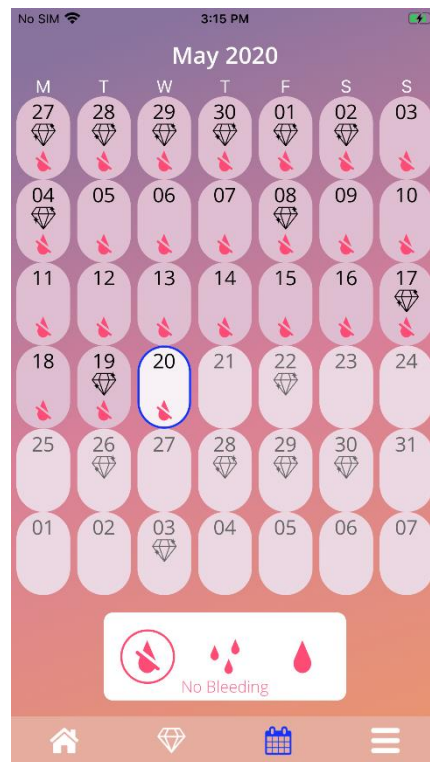 No SIM 3:15 PM
May 2020
M T W T F S S
27 28 29 30 01 02 03
04 05 06 07 08 09 10
11 12 13 14 15 16 17
18 19 20 21 22 23 24
25 26 27 28 29 30 31
01 02 03 04 05 06 07
No Bleeding